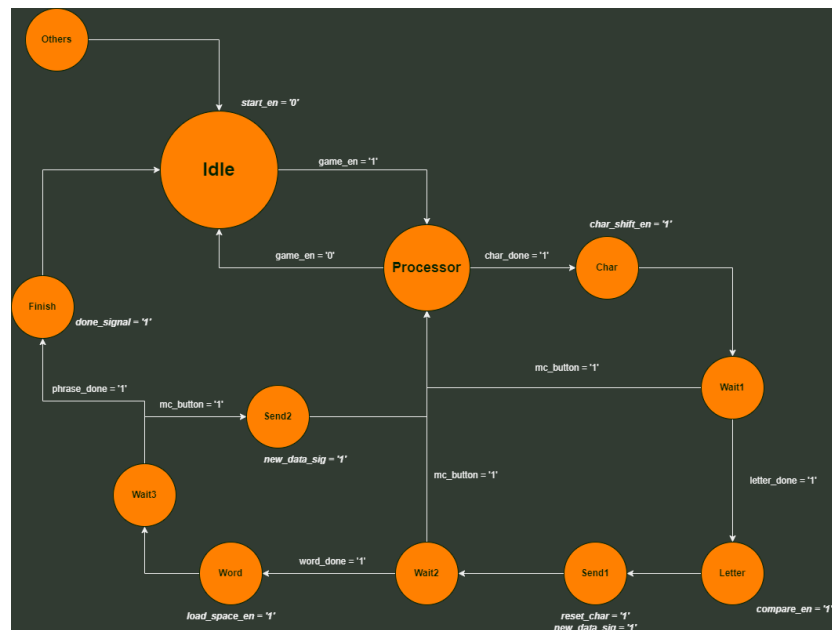 Others
start_en = '0'
Idle
game_en = '1'
char_shift_en = '1'
game_en = '0'
Processor
char_done = '1'
Char
Finish
done_signal = '1'
mc_button = '1'
Wait1
phrase_done = '1'
mc_button = '1'
Send2
new_data_sig = '1'
mc_button = '1'
letter_done = '1'
Wait3
word_done = '1'
Word
Wait2
Send1
Letter
load_space_en = '1'
reset_char = '1'
compare_en = '1'
new_data_sig = '1'